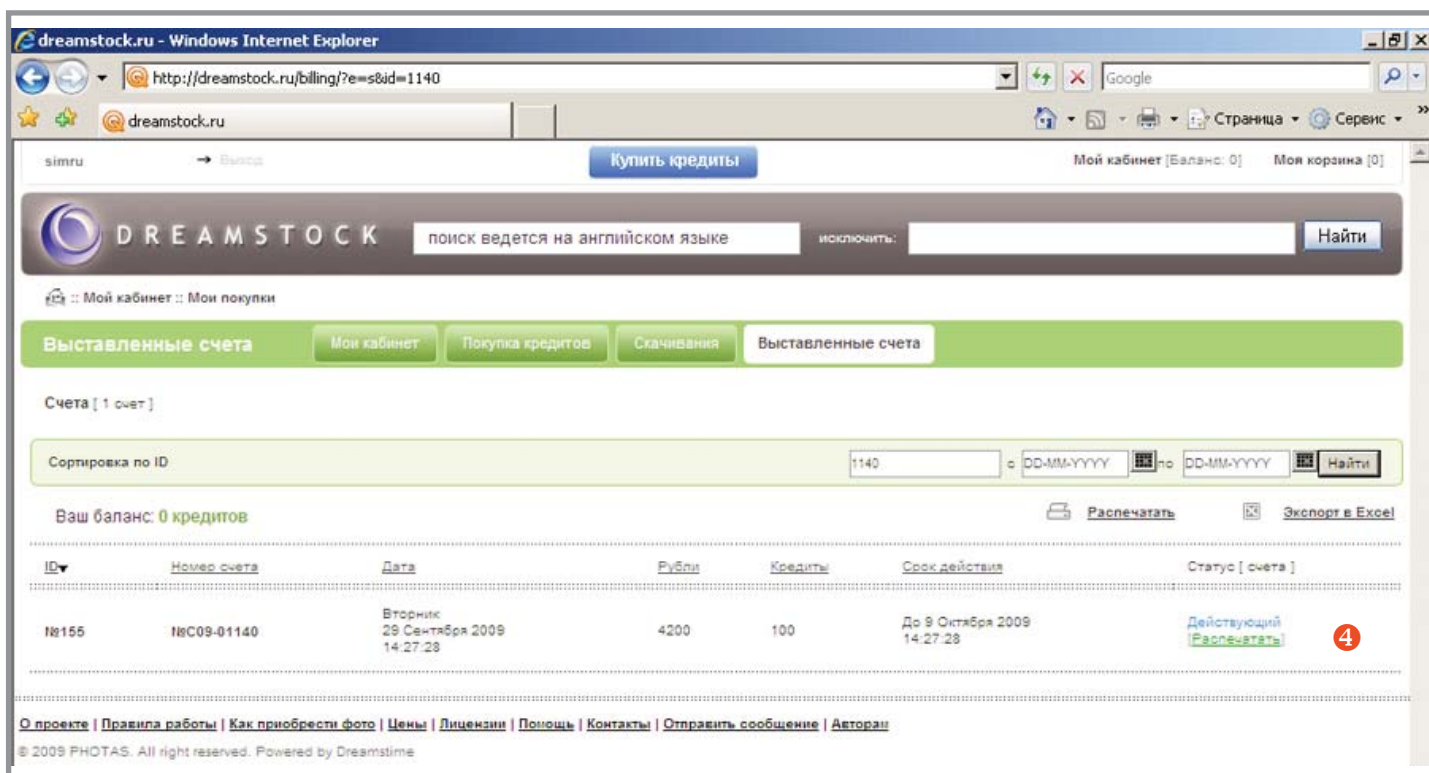 dreamstock.ru - Windows Internet Explorer
http://dreamstock.ru/billing/?e=s&id=1140 Google
dreamstock.ru Страница Сервис »
simru → Выход Купить кредиты Мой кабинет [Баланс: 0] Моя корзина [0]
DREAMSTOCK поиск ведется на английском языке исключить: Найти
:: Мой кабинет :: Мои покупки
Выставленные счета Мой кабинет Покупка кредитов Скачивания Выставленные счета
Счета [ 1 счет ]
Сортировка по ID 1140 с DD-MM-YYYY по DD-MM-YYYY Найти
Ваш баланс: 0 кредитов Распечатать Экспорт в Excel
ID▾ Номер счета Дата Рубли Кредиты Срок действия Статус [ счета ]
№155 №C09-01140 Вторник 29 Сентября 2009 14:27:28 4200 100 До 9 Октября 2009 14:27:28 Действующий [Распечатать] 4
О проекте | Правила работы | Как приобрести фото | Цены | Лицензии | Помощь | Контакты | Отправить сообщение | Авторам
© 2009 PHOTAS. All right reserved. Powered by Dreamstime